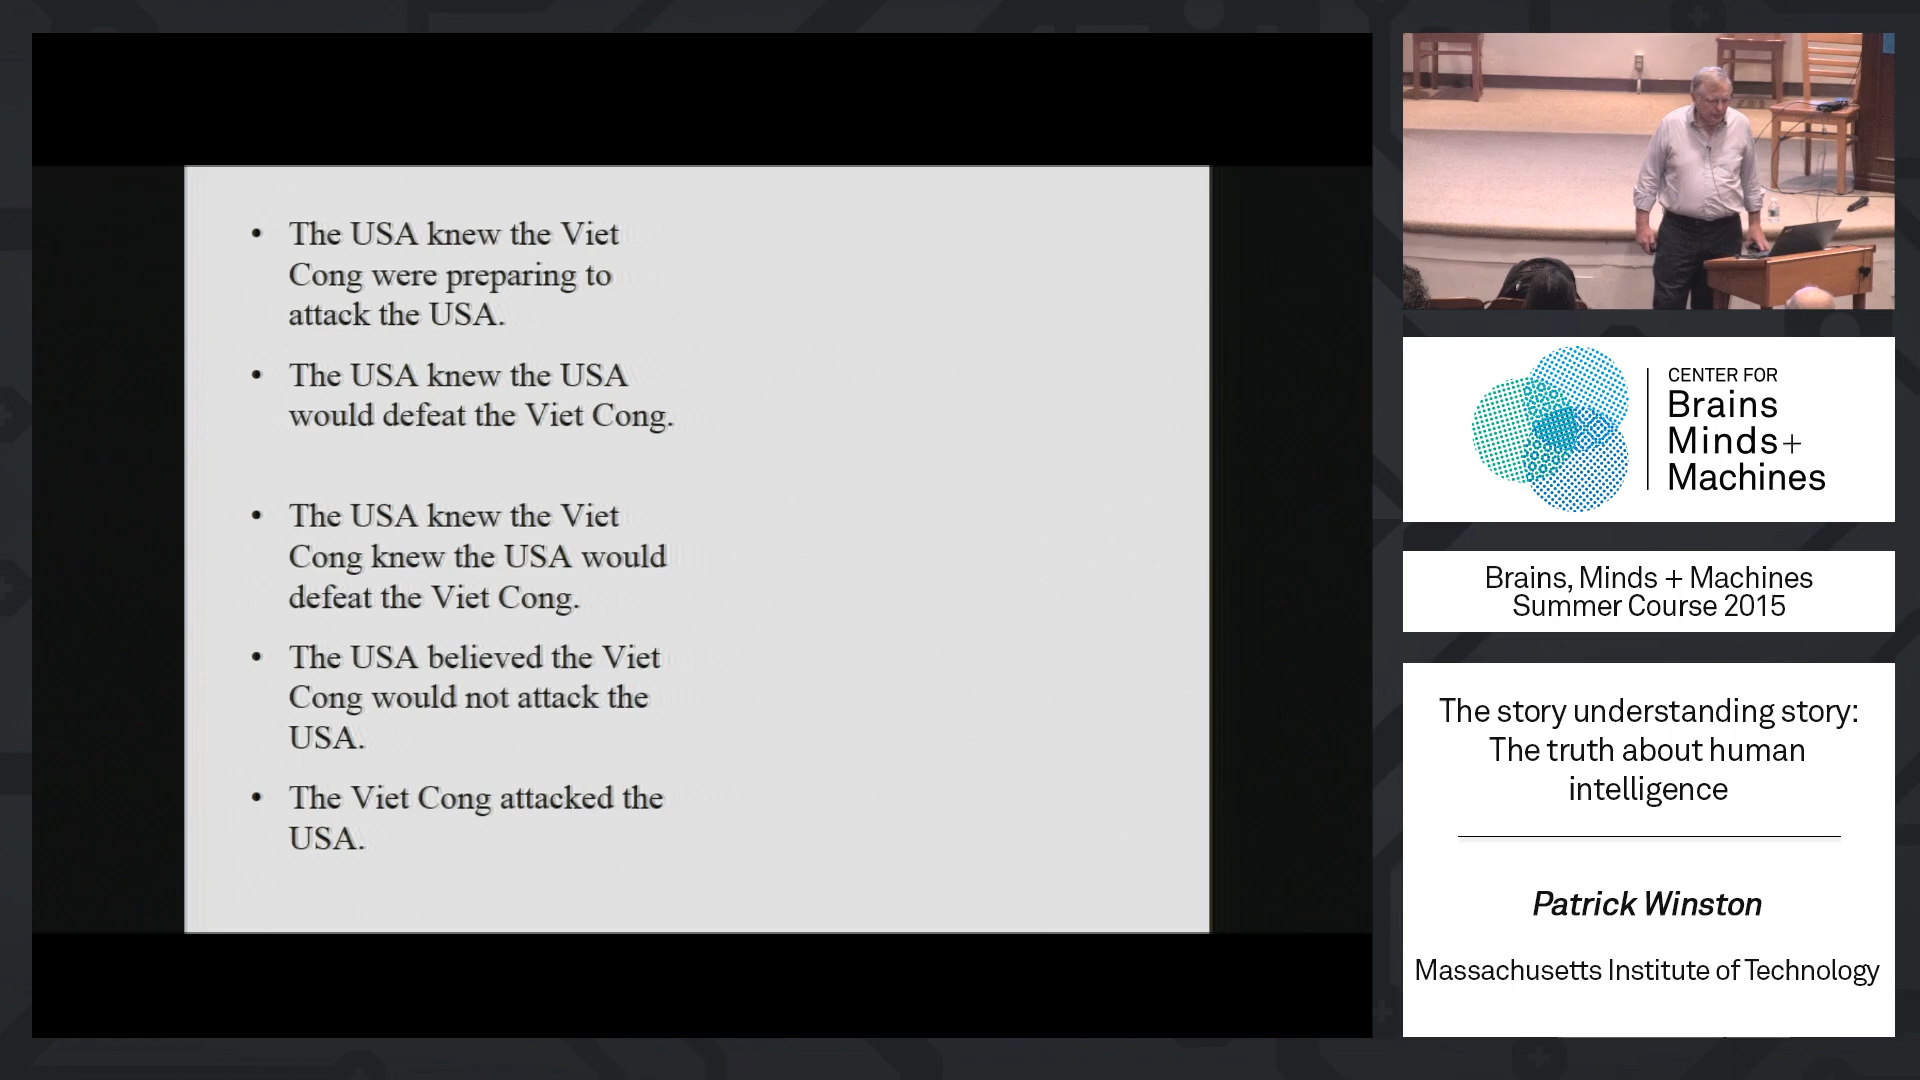 • The USA knew the Viet
Cong were preparing to
attack the USA.
• The USA knew the USA
would defeat the Viet Cong.
• The USA knew the Viet
Cong knew the USA would
defeat the Viet Cong.
• The USA believed the Viet
Cong would not attack the
USA.
• The Viet Cong attacked the
USA.
CENTER FOR
Brains
Minds+
Machines
Brains, Minds + Machines
Summer Course 2015
The story understanding story:
The truth about human
intelligence
Patrick Winston
Massachusetts Institute of Technology